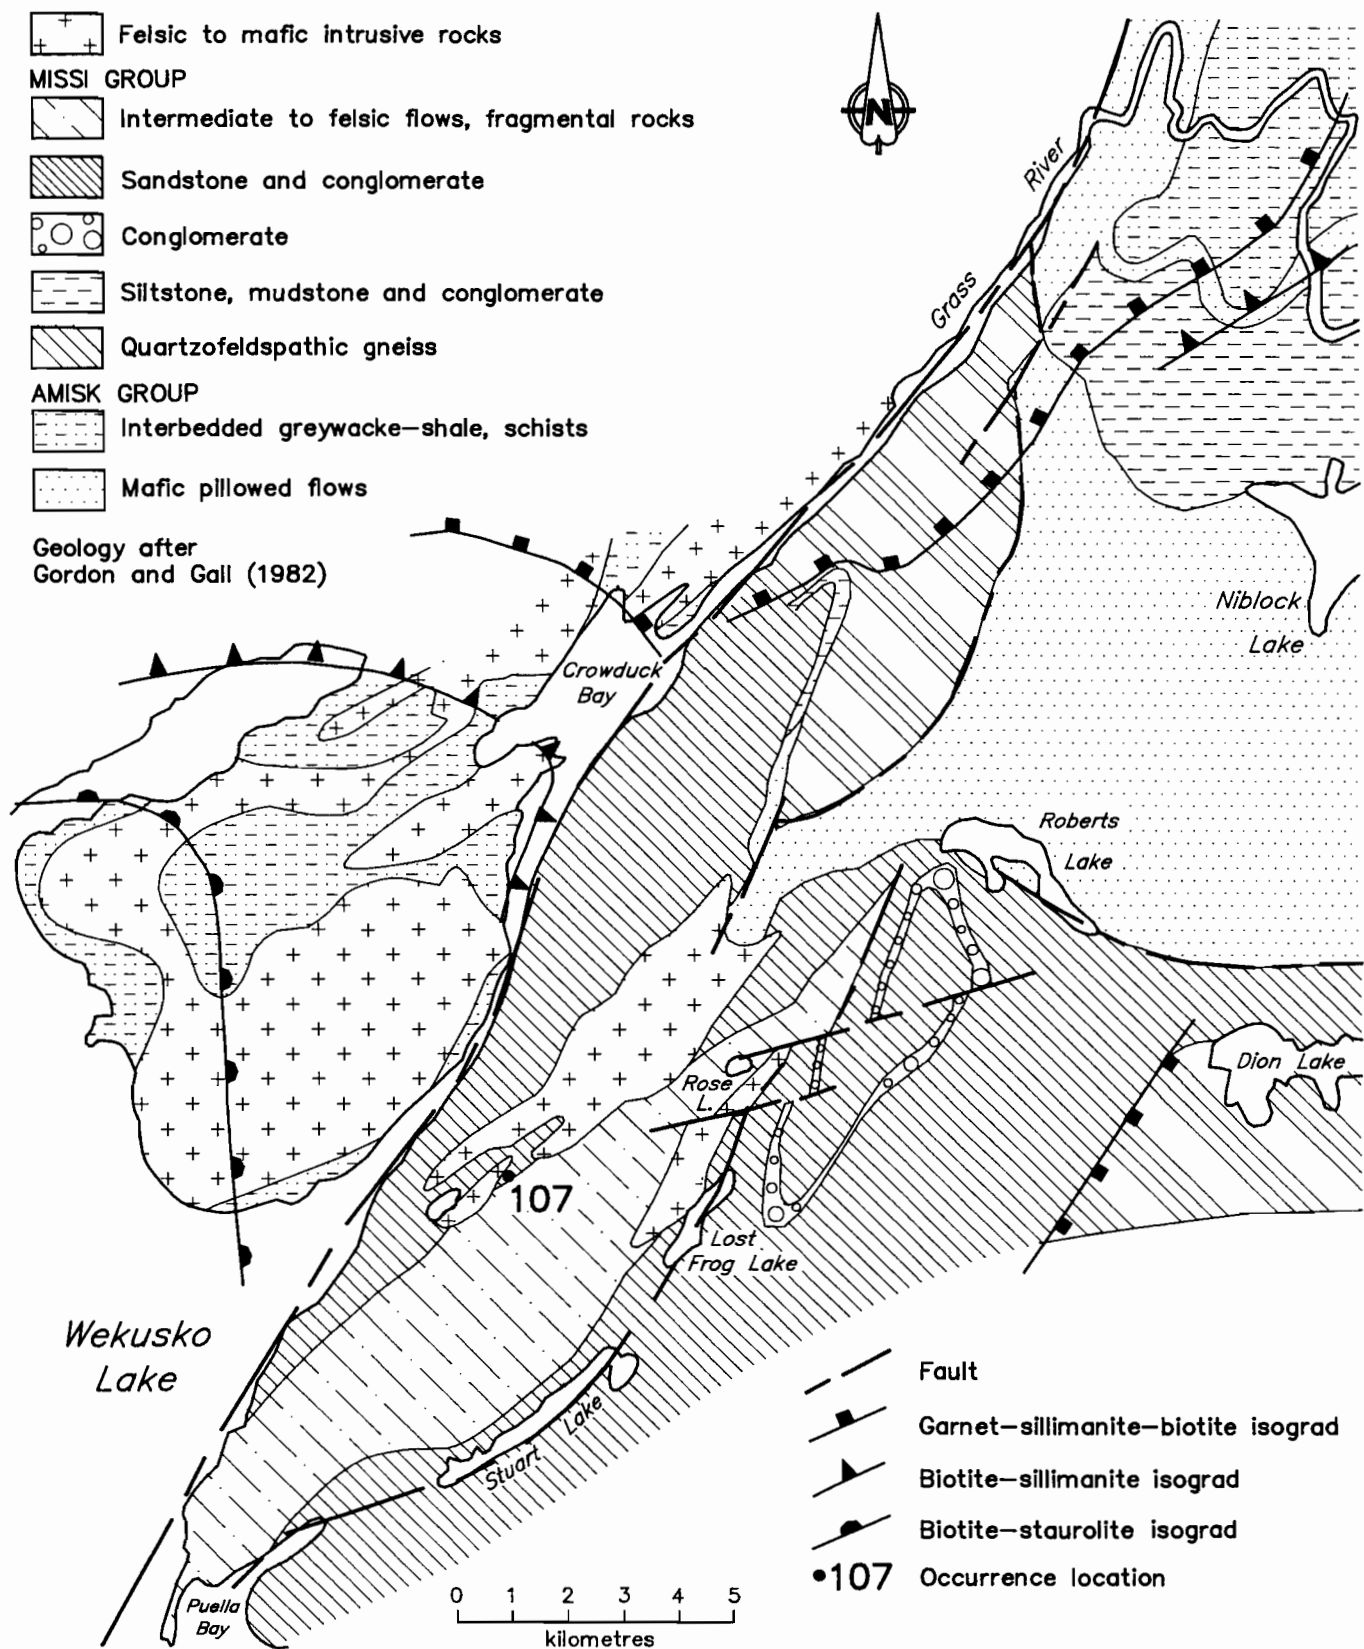 Felsic to mafic intrusive rocks
MISSI GROUP
Intermediate to felsic flows, fragmental rocks
Sandstone and conglomerate
Conglomerate
Siltstone, mudstone and conglomerate
Quartzofeldspathic gneiss
AMISK GROUP
Interbedded greywacke-shale, schists
Mafic pillowed flows
Geology after
Gordon and Gall (1982)
N
River
Grass
Niblock
Lake
Crowduck
Bay
Roberts
Lake
Dion Lake
Rose
L.
107
Lost
Frog Lake
Wekusko
Lake
Stuart Lake
Puella
Bay
Fault
Garnet-sillimanite-biotite isograd
Biotite-sillimanite isograd
Biotite-staurolite isograd
107 Occurrence location
0 1 2 3 4 5
kilometres